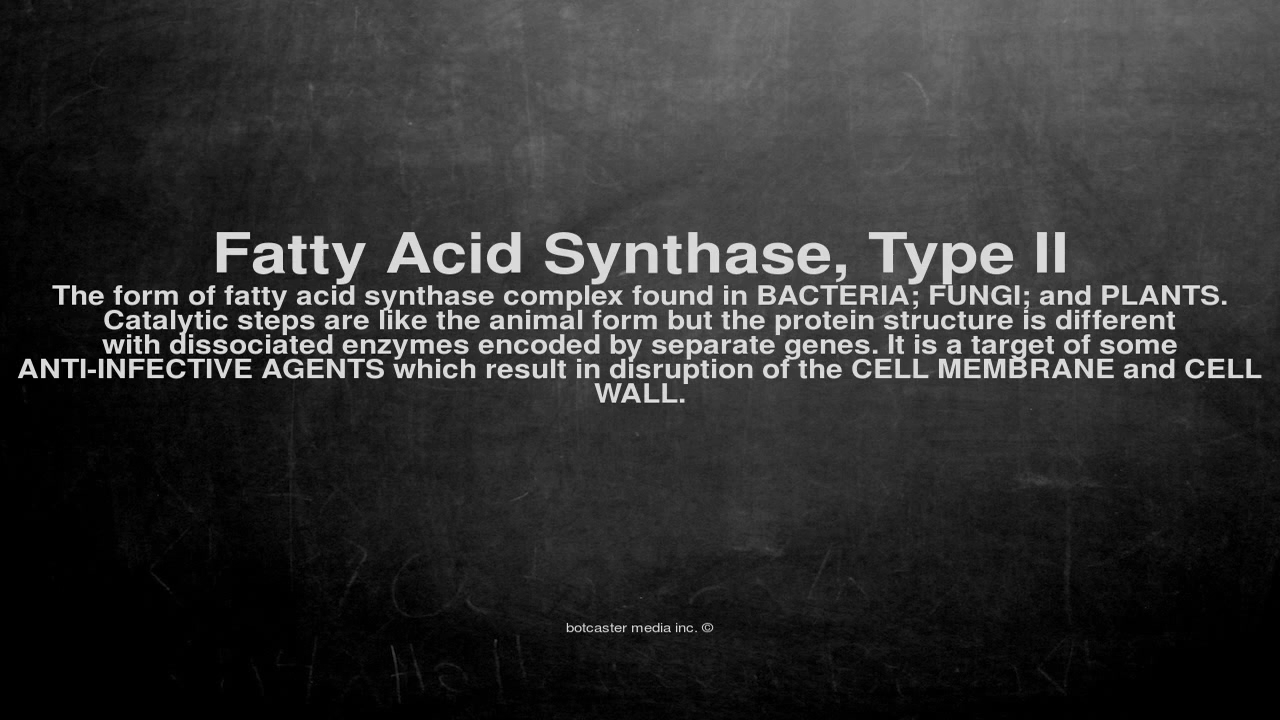 Fatty Acid Synthase, Type II
The form of fatty acid synthase complex found in BACTERIA; FUNGI; and PLANTS.
Catalytic steps are like the animal form but the protein structure is different
with dissociated enzymes encoded by separate genes. It is a target of some
ANTI-INFECTIVE AGENTS which result in disruption of the CELL MEMBRANE and CELL
WALL.
botcaster media inc. ©